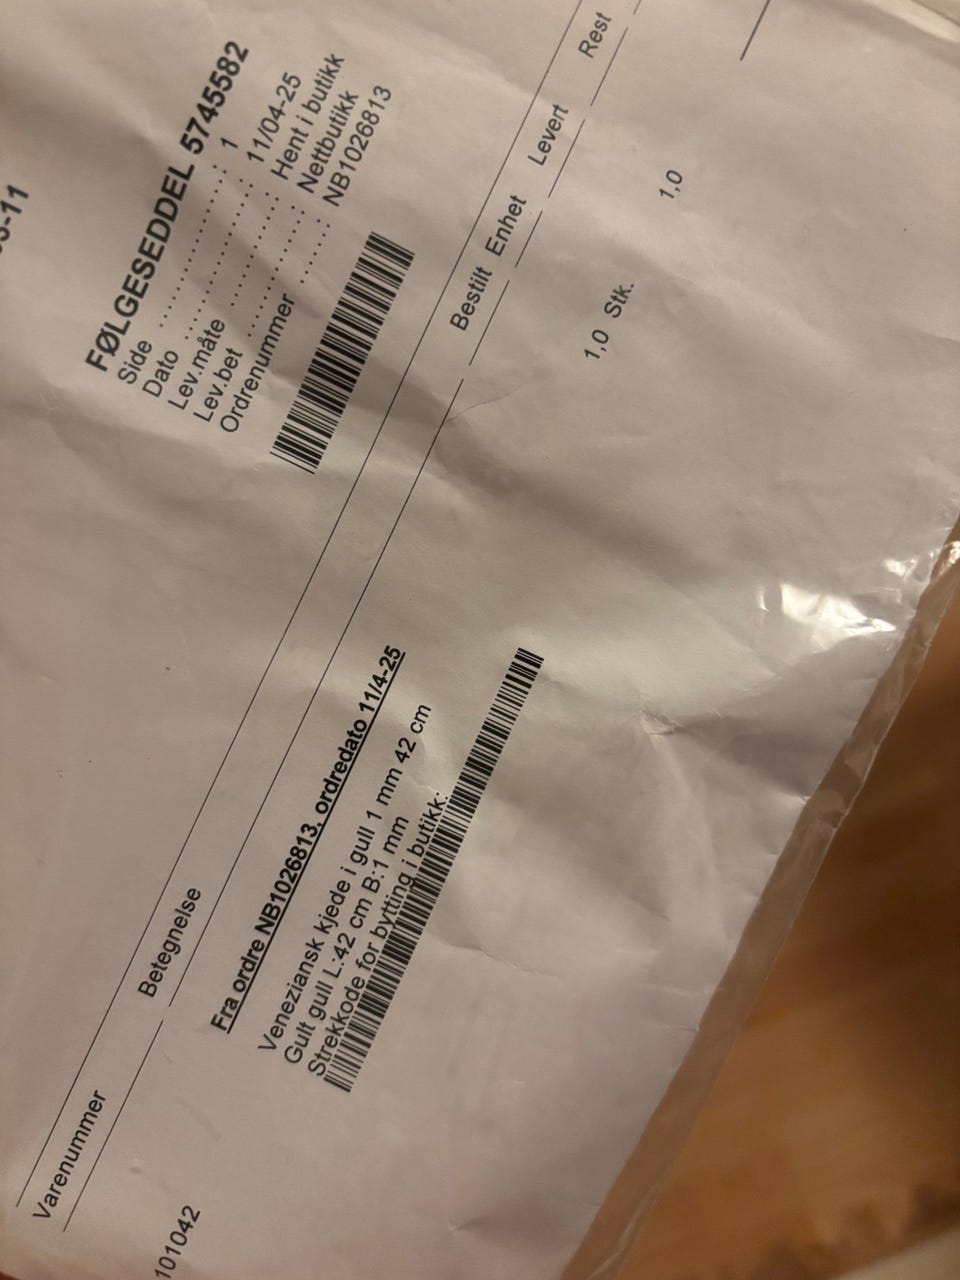 FØLGESEDDEL 5745582
Side ............ : 1
Dato ............ : 11/04-25
Lev.måte ........ : Hent i butikk
Lev.bet ......... : Nettbutikk
Ordrenummer ...... : NB1026813
Varenummer Betegnelse Bestilt Enhet Levert Rest
Fra ordre NB1026813, ordredato 11/4-25
101042 Veneziansk kjede i gull 1 mm 42 cm 1,0 Stk. 1,0
Gult gull L:42 cm B:1 mm
Strekkode for bytting i butikk: